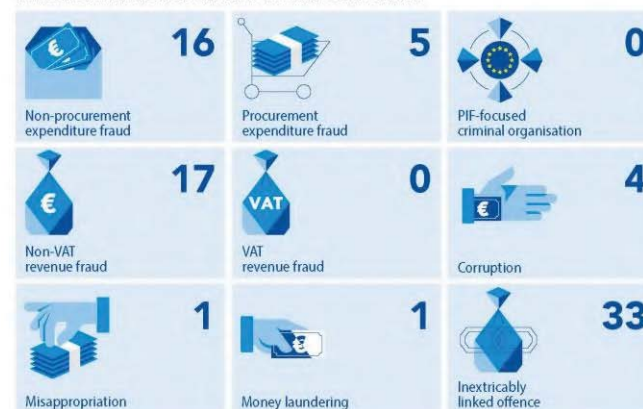 16
Non-procurement
expenditure fraud
5
Procurement
expenditure fraud
0
PIF-focused
criminal organisation
€
17
Non-VAT
revenue fraud
VAT
0
VAT
revenue fraud
€
4
Corruption
1
Misappropriation
€
1
Money laundering
33
Inextricably
linked offence